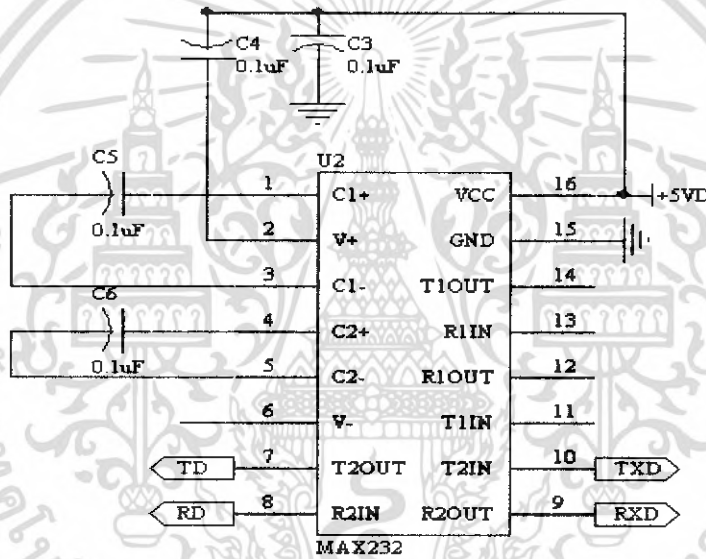 C4
0.1uF
C3
0.1uF
U2
C5
0.1uF
1 C1+ VCC 16 +5VD
2 V+ GND 15
3 C1- T1OUT 14
C6
0.1uF
4 C2+ R1IN 13
5 C2- R1OUT 12
6 V- T1IN 11
TD 7 T2OUT T2IN 10 TXD
RD 8 R2IN R2OUT 9 RXD
MAX232